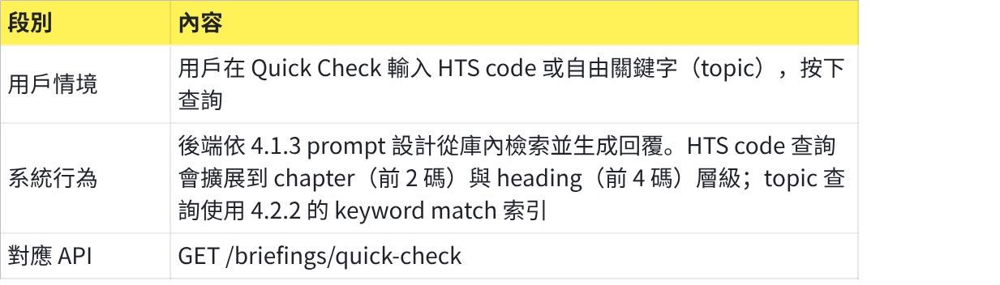 段別 內容
用戶情境 用戶在 Quick Check 輸入 HTS code 或自由關鍵字（topic），按下
查詢
系統行為 後端依 4.1.3 prompt 設計從庫內檢索並生成回覆。HTS code 查詢
會擴展到 chapter（前 2 碼）與 heading（前 4 碼）層級；topic 查
詢使用 4.2.2 的 keyword match 索引
對應 API GET /briefings/quick-check